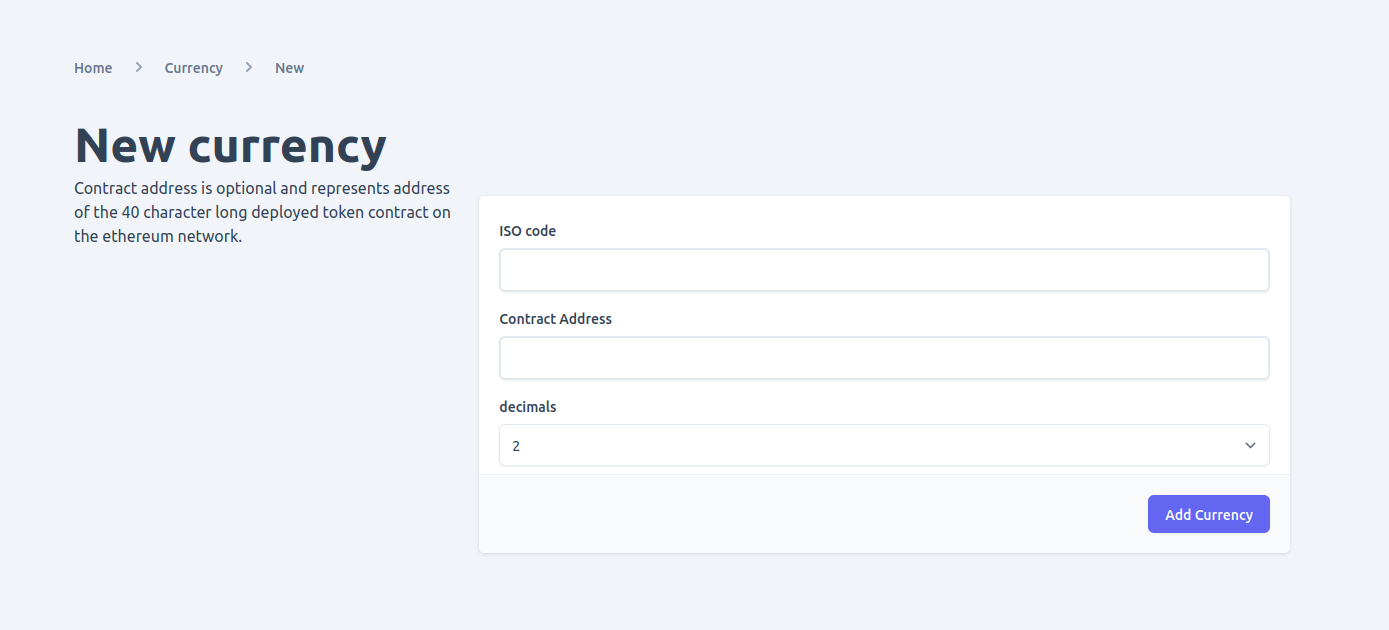 Home
Currency
New
New currency
Contract address is optional and represents address
of the 40 character long deployed token contract on
the ethereum network.
ISO code
Contract Address
decimals
2
Add Currency